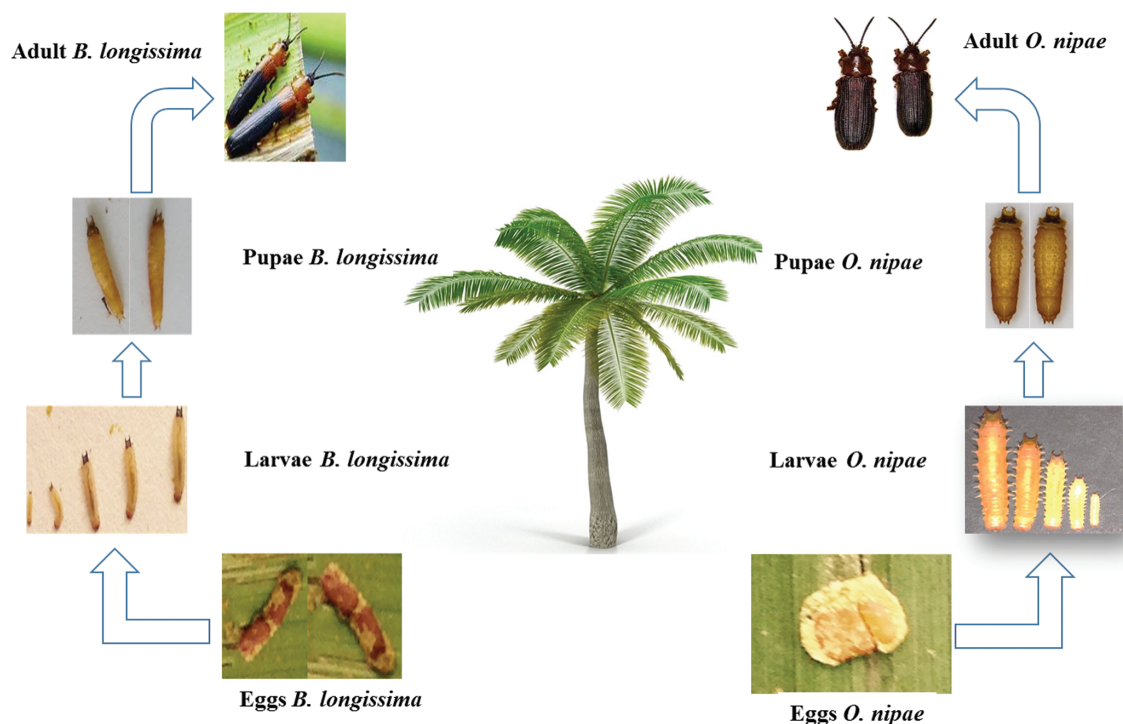 Adult B. longissima
Adult O. nipae
Pupae B. longissima
Pupae O. nipae
Larvae B. longissima
Larvae O. nipae
Eggs B. longissima
Eggs O. nipae